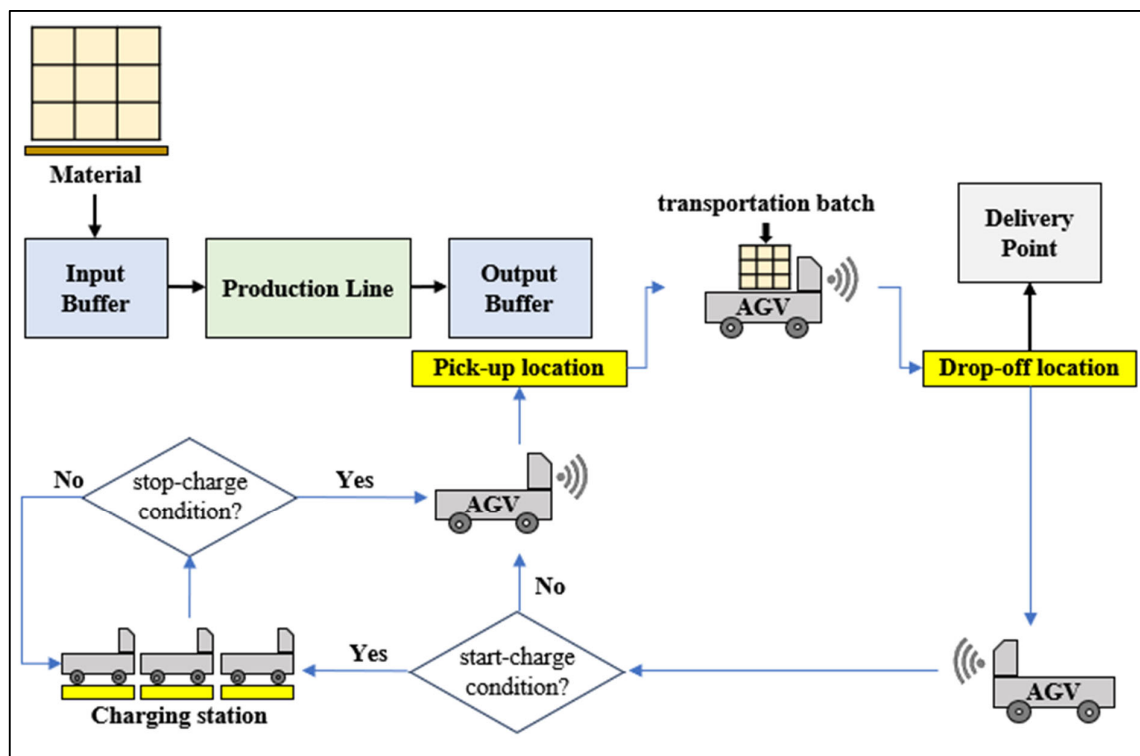 Material
transportation batch
Delivery
Point
Input
Buffer
Production Line
Output
Buffer
AGV
Pick-up location
Drop-off location
No
stop-charge
condition?
Yes
AGV
No
Yes
start-charge
condition?
AGV
Charging station